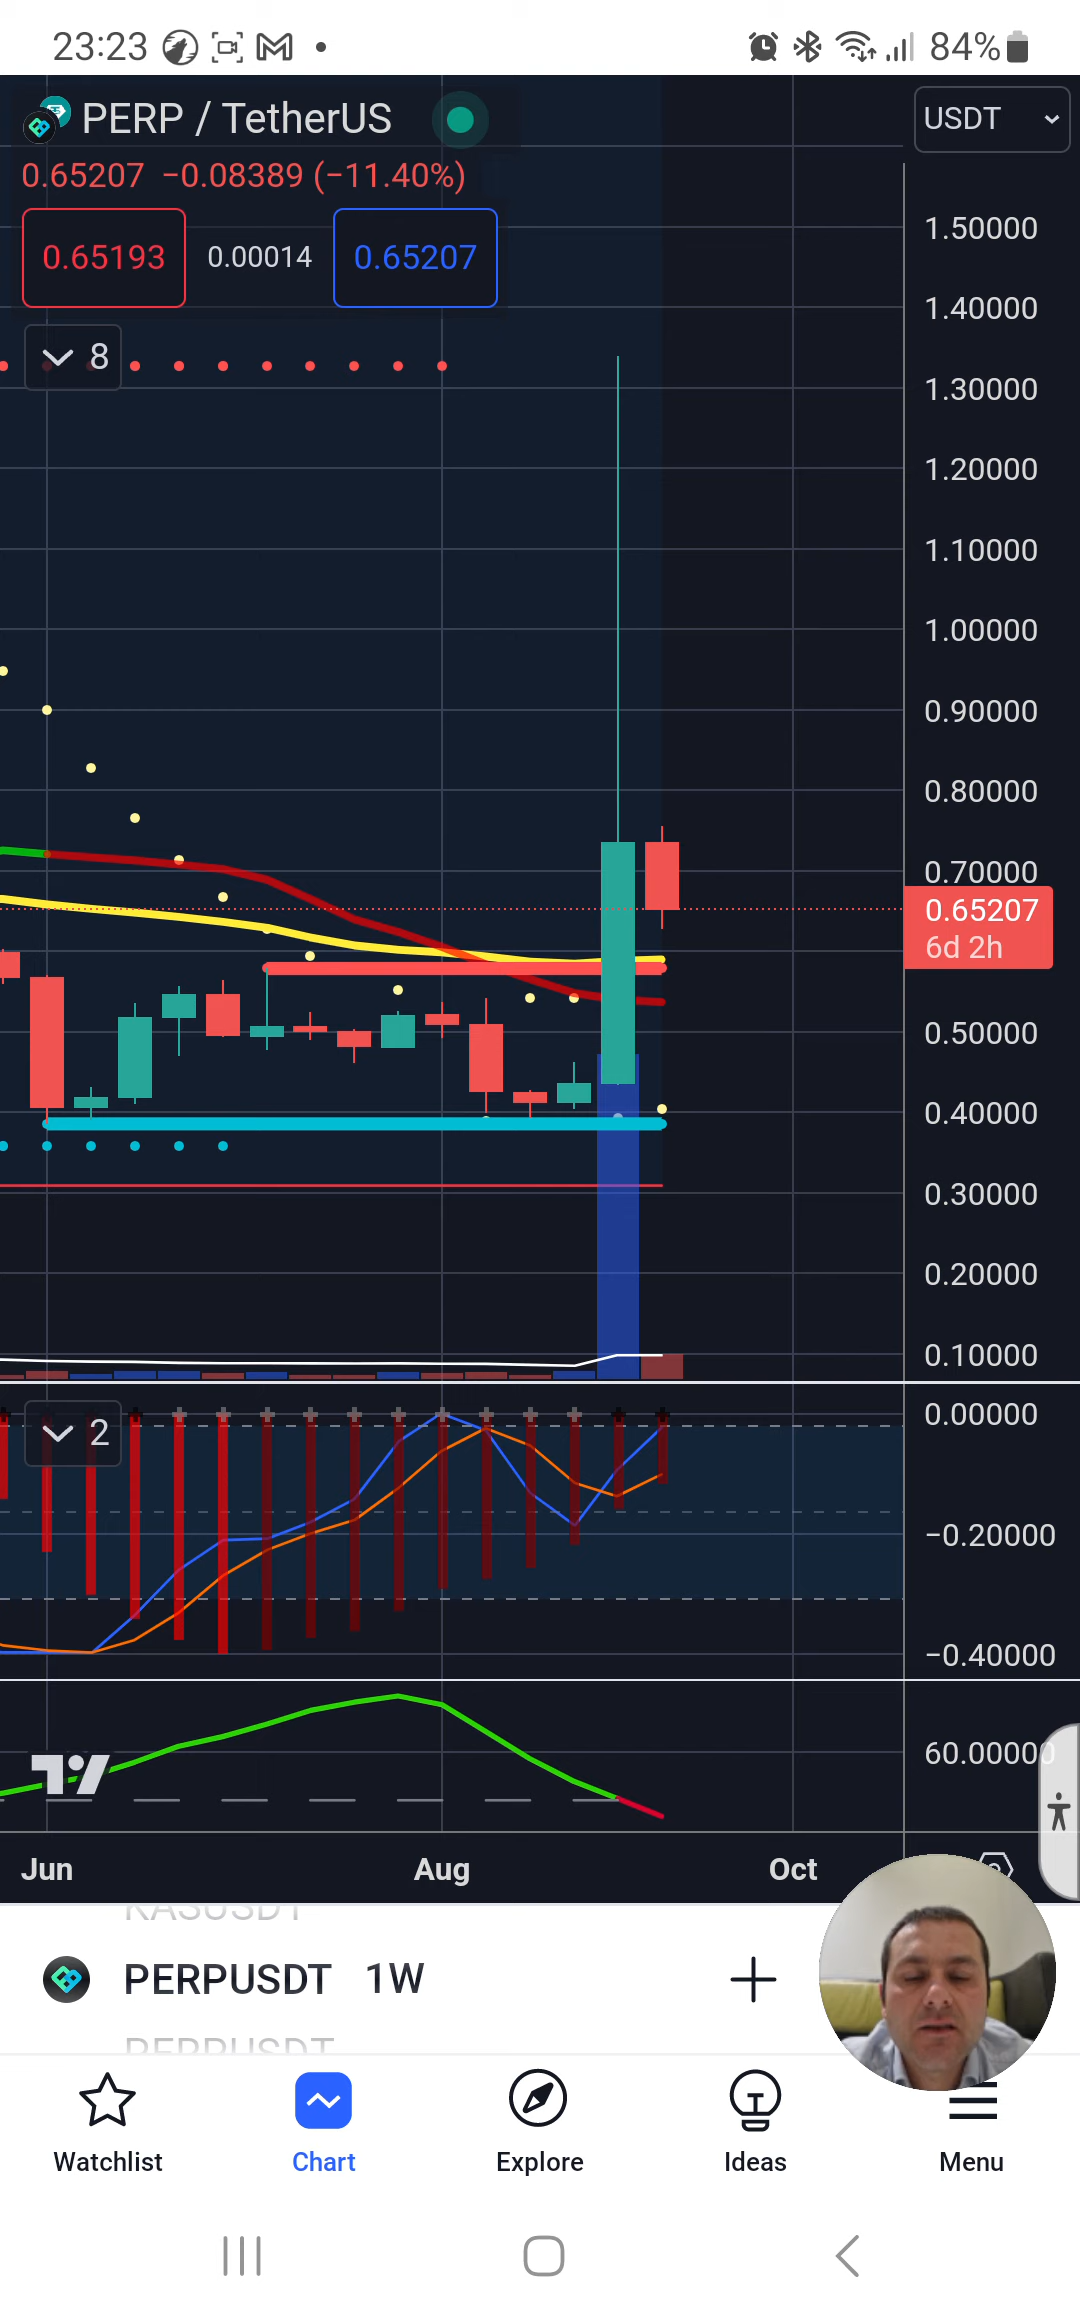 23:23 84%
PERP / TetherUS USDT
0.65207 −0.08389 (−11.40%)
0.65193 0.00014 0.65207
8
1.50000
1.40000
1.30000
1.20000
1.10000
1.00000
0.90000
0.80000
0.70000
0.65207
6d 2h
0.50000
0.40000
0.30000
0.20000
0.10000
2
0.00000
−0.20000
−0.40000
60.00000
Jun Aug Oct
KASUSDT
PERPUSDT 1W
PERPUSDT
Watchlist Chart Explore Ideas Menu